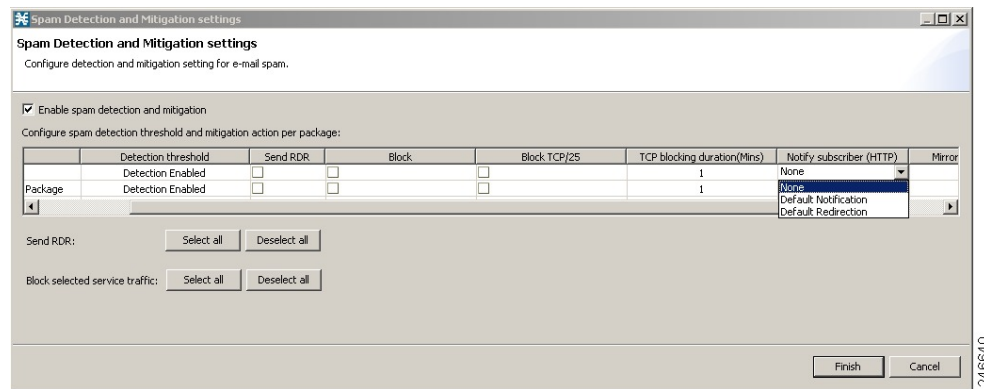 Spam Detection and Mitigation settings
Spam Detection and Mitigation settings
Configure detection and mitigation setting for e-mail spam.
Enable spam detection and mitigation
Configure spam detection threshold and mitigation action per package:
Detection threshold Send RDR Block Block TCP/25 TCP blocking duration(Mins) Notify subscriber (HTTP) Mirror
Detection Enabled 1 None
Package Detection Enabled 1 None
Default Notification
Default Redirection
Send RDR: Select all Deselect all
Block selected service traffic: Select all Deselect all
Finish Cancel
246640